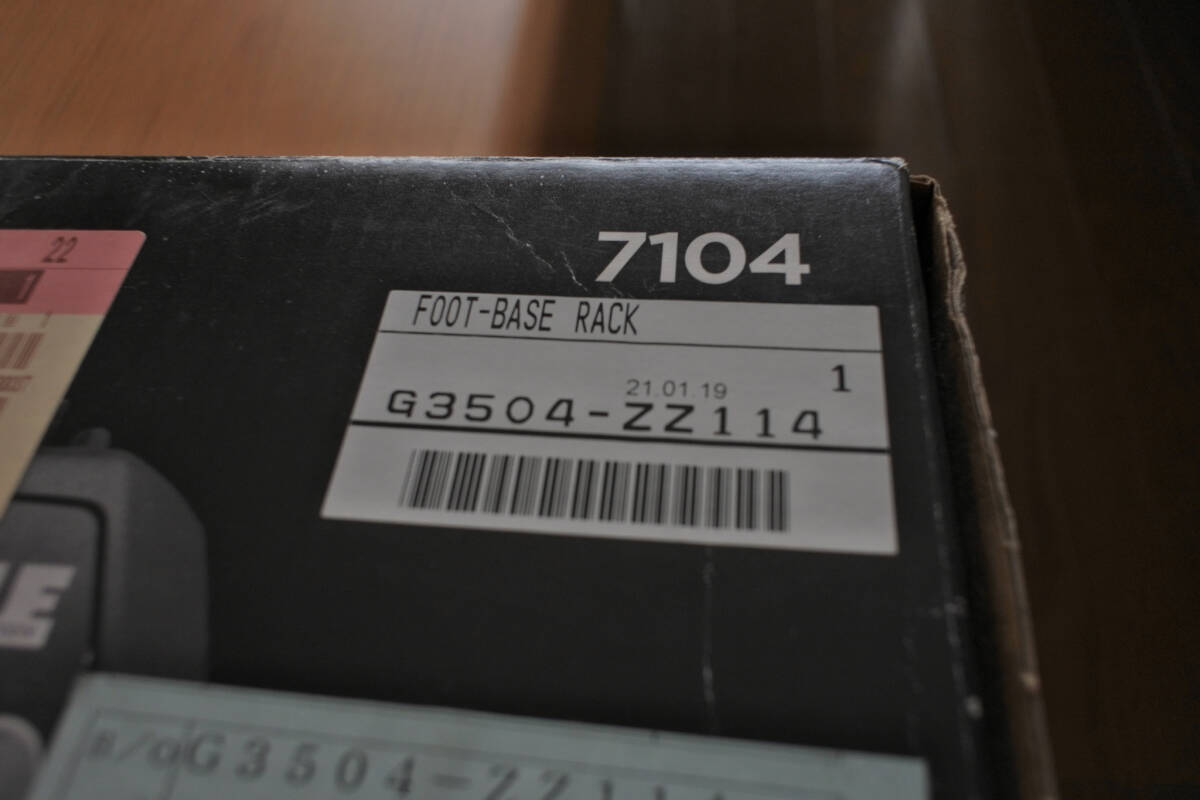 7104
22
FOOT-BASE RACK
1
21.01.19
G3504-ZZ114